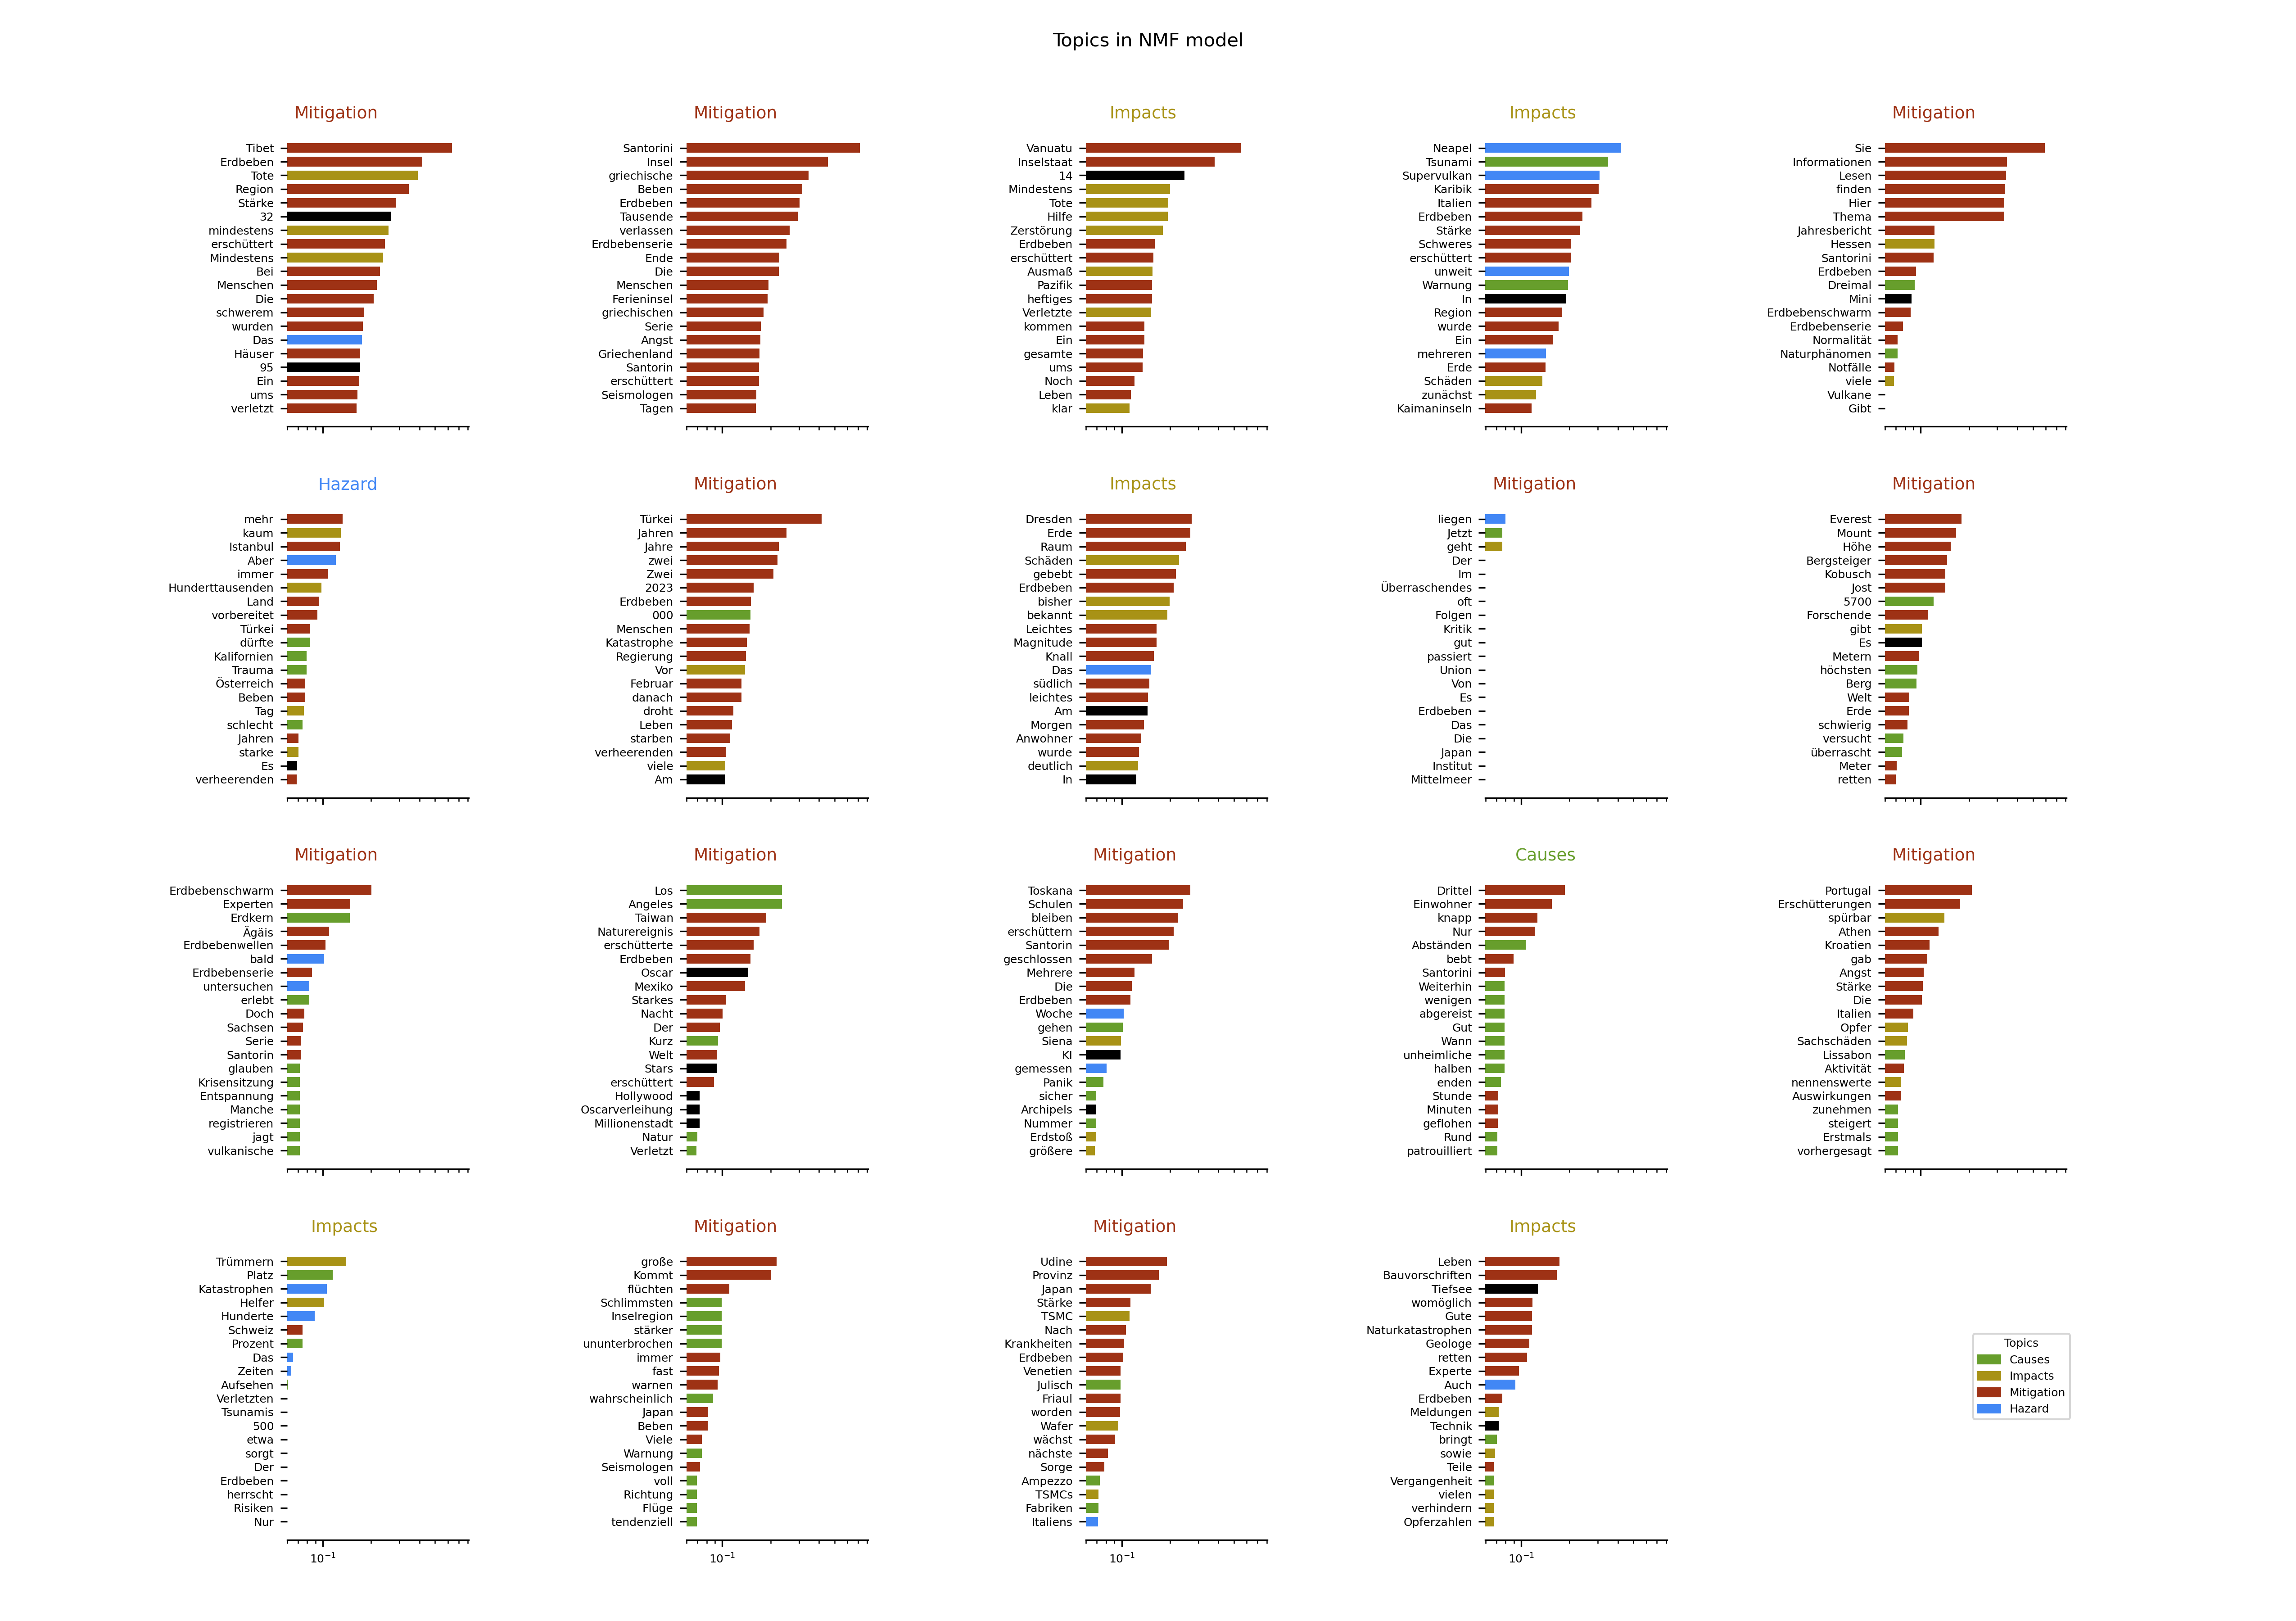 Topics in NMF model
Mitigation
Tibet
Erdbeben
Tote
Region
Stärke
32
mindestens
erschüttert
Mindestens
Bei
Menschen
Die
schwerem
wurden
Das
Häuser
95
Ein
ums
verletzt
Mitigation
Santorini
Insel
griechische
Beben
Erdbeben
Tausende
verlassen
Erdbebenserie
Ende
Die
Menschen
Ferieninsel
griechischen
Serie
Angst
Griechenland
Santorin
erschüttert
Seismologen
Tagen
Impacts
Vanuatu
Inselstaat
14
Mindestens
Tote
Hilfe
Zerstörung
Erdbeben
erschüttert
Ausmaß
Pazifik
heftiges
Verletzte
kommen
Ein
gesamte
ums
Noch
Leben
klar
Impacts
Neapel
Tsunami
Supervulkan
Karibik
Italien
Erdbeben
Stärke
Schweres
erschüttert
unweit
Warnung
In
Region
wurde
Ein
mehreren
Erde
Schäden
zunächst
Kaimaninseln
Mitigation
Sie
Informationen
Lesen
finden
Hier
Thema
Jahresbericht
Hessen
Santorini
Erdbeben
Dreimal
Mini
Erdbebenschwarm
Erdbebenserie
Normalität
Naturphänomen
Notfälle
viele
Vulkane
Gibt
Hazard
mehr
kaum
Istanbul
Aber
immer
Hunderttausenden
Land
vorbereitet
Türkei
dürfte
Kalifornien
Trauma
Österreich
Beben
Tag
schlecht
Jahren
starke
Es
verheerenden
Mitigation
Türkei
Jahren
Jahre
zwei
Zwei
2023
Erdbeben
000
Menschen
Katastrophe
Regierung
Vor
Februar
danach
droht
Leben
starben
verheerenden
viele
Am
Impacts
Dresden
Erde
Raum
Schäden
gebebt
Erdbeben
bisher
bekannt
Leichtes
Magnitude
Knall
Das
südlich
leichtes
Am
Morgen
Anwohner
wurde
deutlich
In
Mitigation
liegen
Jetzt
geht
Der
Im
Überraschendes
oft
Folgen
Kritik
gut
passiert
Union
Von
Es
Erdbeben
Das
Die
Japan
Institut
Mittelmeer
Mitigation
Everest
Mount
Höhe
Bergsteiger
Kobusch
Jost
5700
Forschende
gibt
Es
Metern
höchsten
Berg
Welt
Erde
schwierig
versucht
überrascht
Meter
retten
Mitigation
Erdbebenschwarm
Experten
Erdkern
Ägäis
Erdbebenwellen
bald
Erdbebenserie
untersuchen
erlebt
Doch
Sachsen
Serie
Santorin
glauben
Krisensitzung
Entspannung
Manche
registrieren
jagt
vulkanische
Mitigation
Los
Angeles
Taiwan
Naturereignis
erschütterte
Erdbeben
Oscar
Mexiko
Starkes
Nacht
Der
Kurz
Welt
Stars
erschüttert
Hollywood
Oscarverleihung
Millionenstadt
Natur
Verletzt
Mitigation
Toskana
Schulen
bleiben
erschüttern
Santorin
geschlossen
Mehrere
Die
Erdbeben
Woche
gehen
Siena
KI
gemessen
Panik
sicher
Archipels
Nummer
Erdstoß
größere
Causes
Drittel
Einwohner
knapp
Nur
Abständen
bebt
Santorini
Weiterhin
wenigen
abgereist
Gut
Wann
unheimliche
halben
enden
Stunde
Minuten
geflohen
Rund
patrouilliert
Mitigation
Portugal
Erschütterungen
spürbar
Athen
Kroatien
gab
Angst
Stärke
Die
Italien
Opfer
Sachschäden
Lissabon
Aktivität
nennenswerte
Auswirkungen
zunehmen
steigert
Erstmals
vorhergesagt
Impacts
Trümmern
Platz
Katastrophen
Helfer
Hunderte
Schweiz
Prozent
Das
Zeiten
Aufsehen
Verletzten
Tsunamis
500
etwa
sorgt
Der
Erdbeben
herrscht
Risiken
Nur
10⁻¹
Mitigation
große
Kommt
flüchten
Schlimmsten
Inselregion
stärker
ununterbrochen
immer
fast
warnen
wahrscheinlich
Japan
Beben
Viele
Warnung
Seismologen
voll
Richtung
Flüge
tendenziell
10⁻¹
Mitigation
Udine
Provinz
Japan
Stärke
TSMC
Nach
Krankheiten
Erdbeben
Venetien
Julisch
Friaul
worden
Wafer
wächst
nächste
Sorge
Ampezzo
TSMCs
Fabriken
Italiens
10⁻¹
Impacts
Leben
Bauvorschriften
Tiefsee
womöglich
Gute
Naturkatastrophen
Geologe
retten
Experte
Auch
Erdbeben
Meldungen
Technik
bringt
sowie
Teile
Vergangenheit
vielen
verhindern
Opferzahlen
10⁻¹
Topics
Causes
Impacts
Mitigation
Hazard